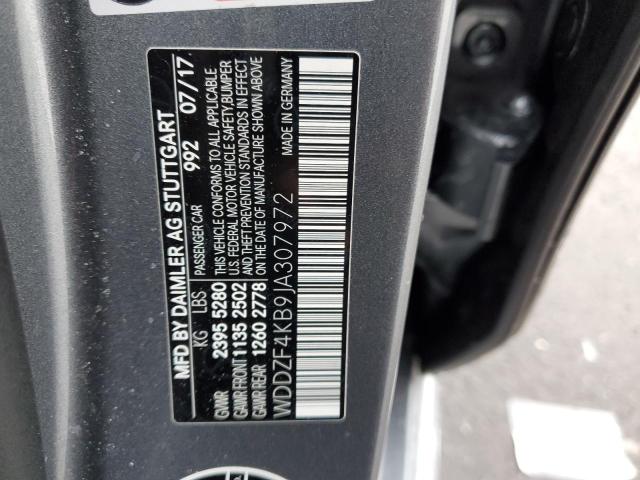 MFD BY DAIMLER AG STUTTGART
PASSENGER CAR 992 07/17
KG LBS
GVWR 2395 5280
GAWR FRONT 1135 2502
GAWR REAR 1260 2778
THIS VEHICLE CONFORMS TO ALL APPLICABLE
U.S. FEDERAL MOTOR VEHICLE SAFETY, BUMPER
AND THEFT PREVENTION STANDARDS IN EFFECT
ON THE DATE OF MANUFACTURE SHOWN ABOVE
MADE IN GERMANY
WDDZF4KB9JA307972